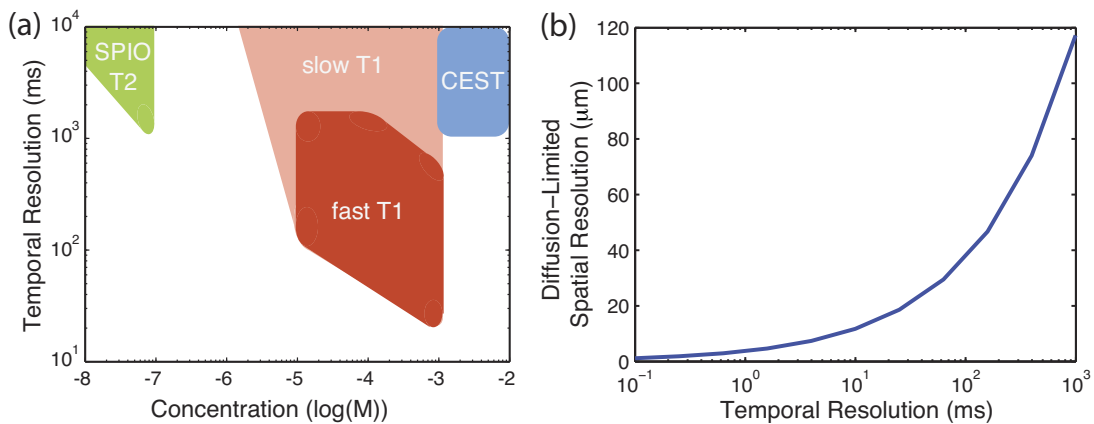 (a)
10^4
10^3
10^2
10^1
Temporal Resolution (ms)
SPIO
T2
slow T1
CEST
fast T1
-8 -7 -6 -5 -4 -3 -2
Concentration (log(M))
(b)
120
100
80
60
40
20
0
Diffusion−Limited
Spatial Resolution (μm)
10^−1 10^0 10^1 10^2 10^3
Temporal Resolution (ms)